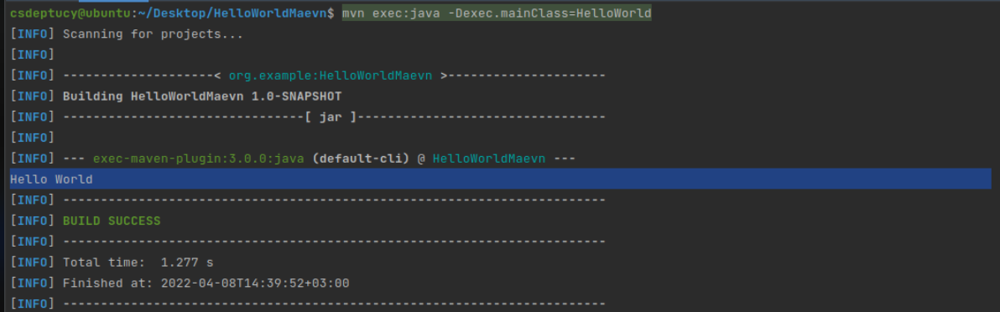 csdeptucy@ubuntu:~/Desktop/HelloWorldMaevn$ mvn exec:java -Dexec.mainClass=HelloWorld
[INFO] Scanning for projects...
[INFO]
[INFO] --------------------< org.example:HelloWorldMaevn >---------------------
[INFO] Building HelloWorldMaevn 1.0-SNAPSHOT
[INFO] --------------------------------[ jar ]---------------------------------
[INFO]
[INFO] --- exec-maven-plugin:3.0.0:java (default-cli) @ HelloWorldMaevn ---
Hello World
[INFO] ------------------------------------------------------------------------
[INFO] BUILD SUCCESS
[INFO] ------------------------------------------------------------------------
[INFO] Total time:  1.277 s
[INFO] Finished at: 2022-04-08T14:39:52+03:00
[INFO] ------------------------------------------------------------------------